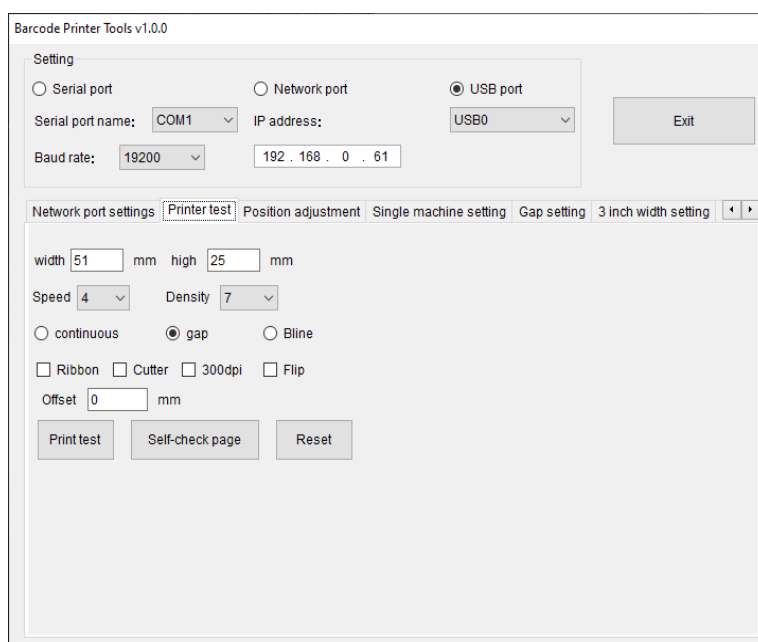 Barcode Printer Tools v1.0.0
Setting
Serial port Network port USB port
Serial port name: COM1 IP address: USB0 Exit
Baud rate: 19200 192 . 168 . 0 . 61
Network port settings Printer test Position adjustment Single machine setting Gap setting 3 inch width setting
width 51 mm high 25 mm
Speed 4 Density 7
continuous gap Bline
Ribbon Cutter 300dpi Flip
Offset 0 mm
Print test Self-check page Reset